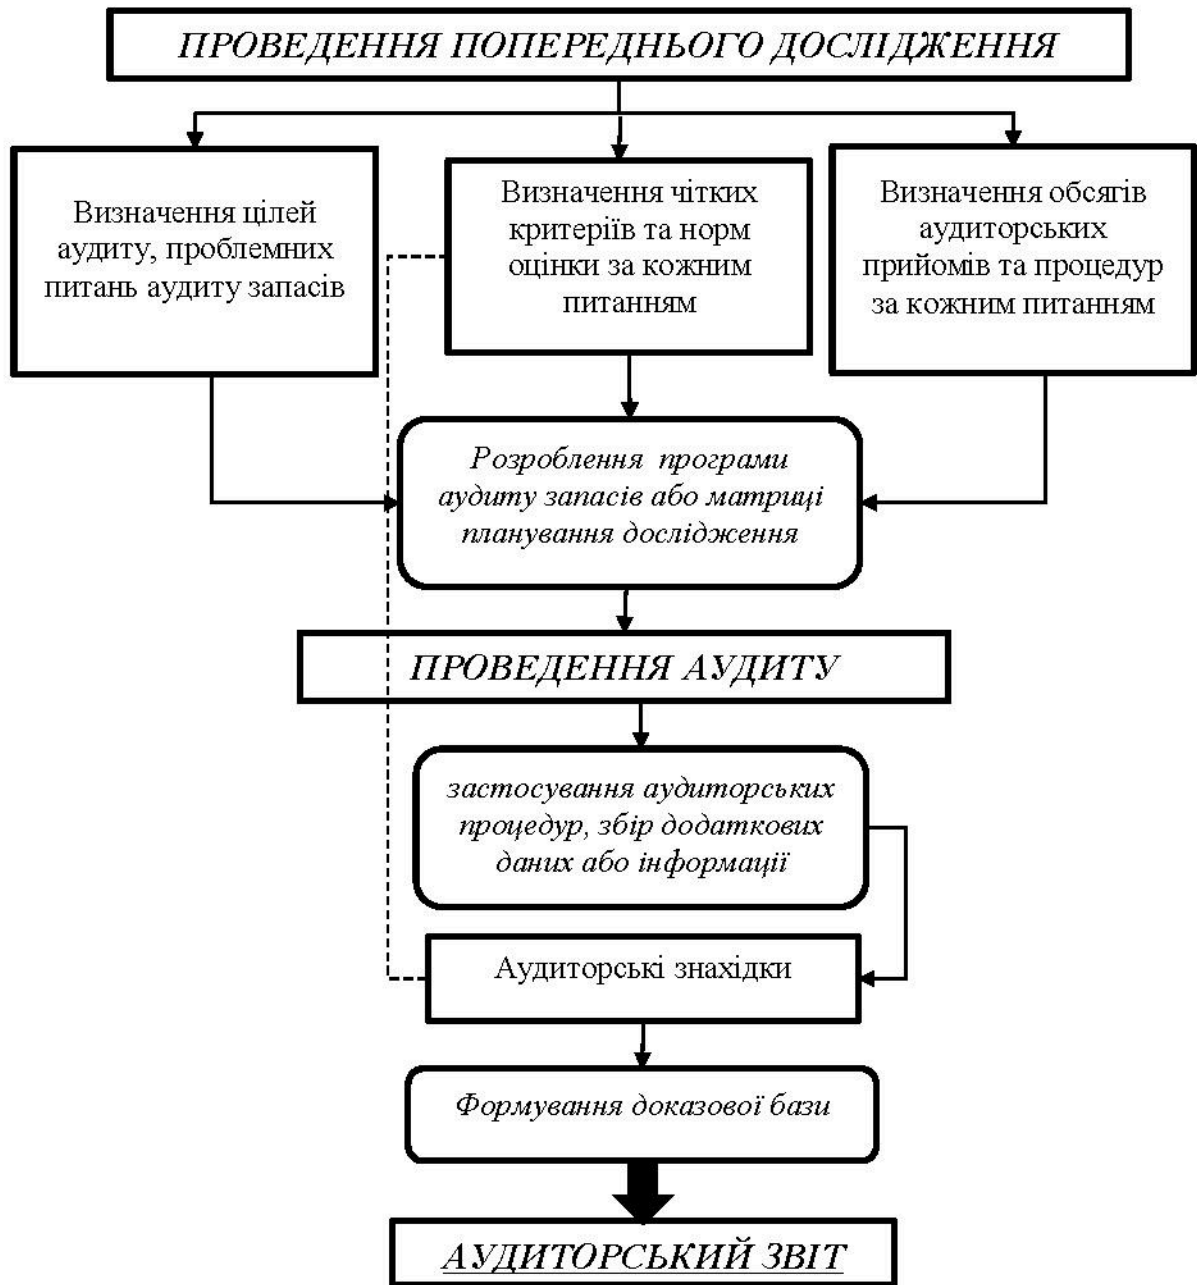 ПРОВЕДЕННЯ ПОПЕРЕДНЬОГО ДОСЛІДЖЕННЯ
Визначення цілей
аудиту, проблемних
питань аудиту запасів
Визначення чітких
критеріїв та норм
оцінки за кожним
питанням
Визначення обсягів
аудиторських
прийомів та процедур
за кожним питанням
Розроблення програми
аудиту запасів або матриці
планування дослідження
ПРОВЕДЕННЯ АУДИТУ
застосування аудиторських
процедур, збір додаткових
даних або інформації
Аудиторські знахідки
Формування доказової бази
АУДИТОРСЬКИЙ ЗВІТ